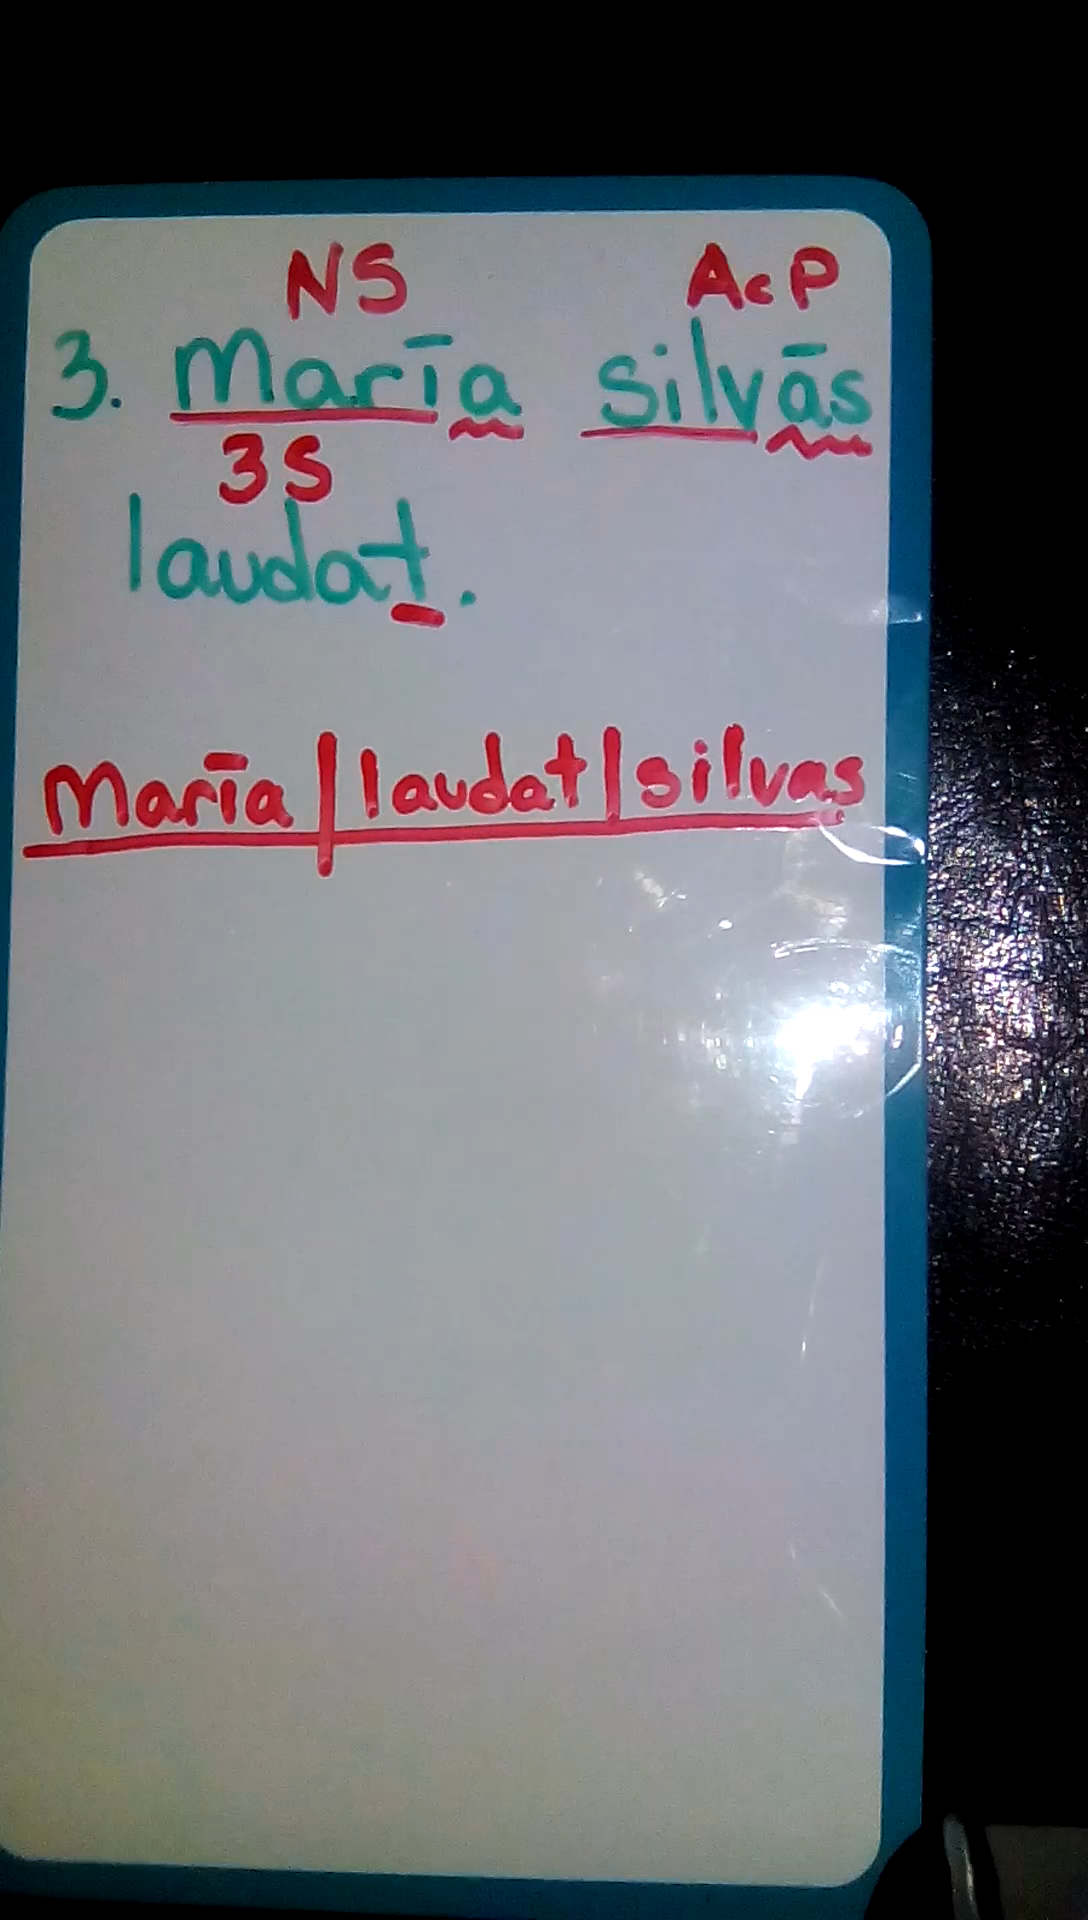 NS AcP
3. Marīa silvās
3S
laudat.
Marīa | laudat | silvas